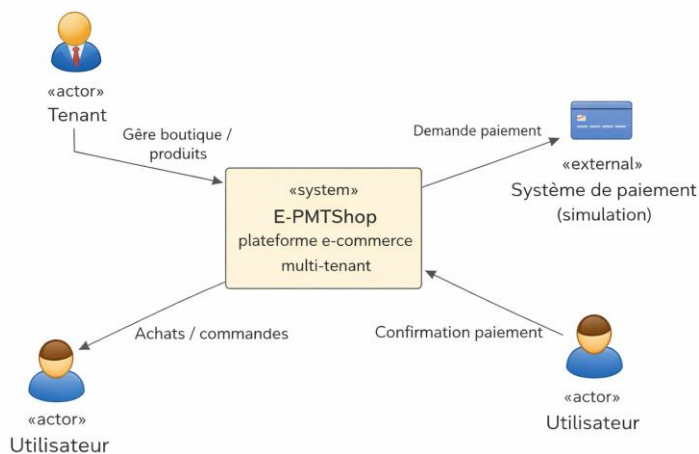 «actor»
Tenant
Gère boutique /
produits
Demande paiement
«external»
Système de paiement
(simulation)
«system»
E-PMTShop
plateforme e-commerce
multi-tenant
Achats / commandes
Confirmation paiement
«actor»
Utilisateur
«actor»
Utilisateur